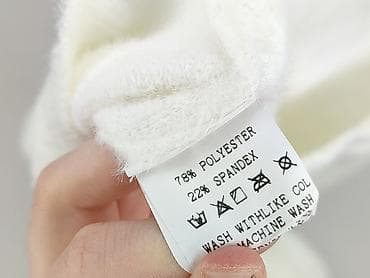 78% POLYESTER
22% SPANDEX
WASH WITHLIKE COL
MACHINE WASH